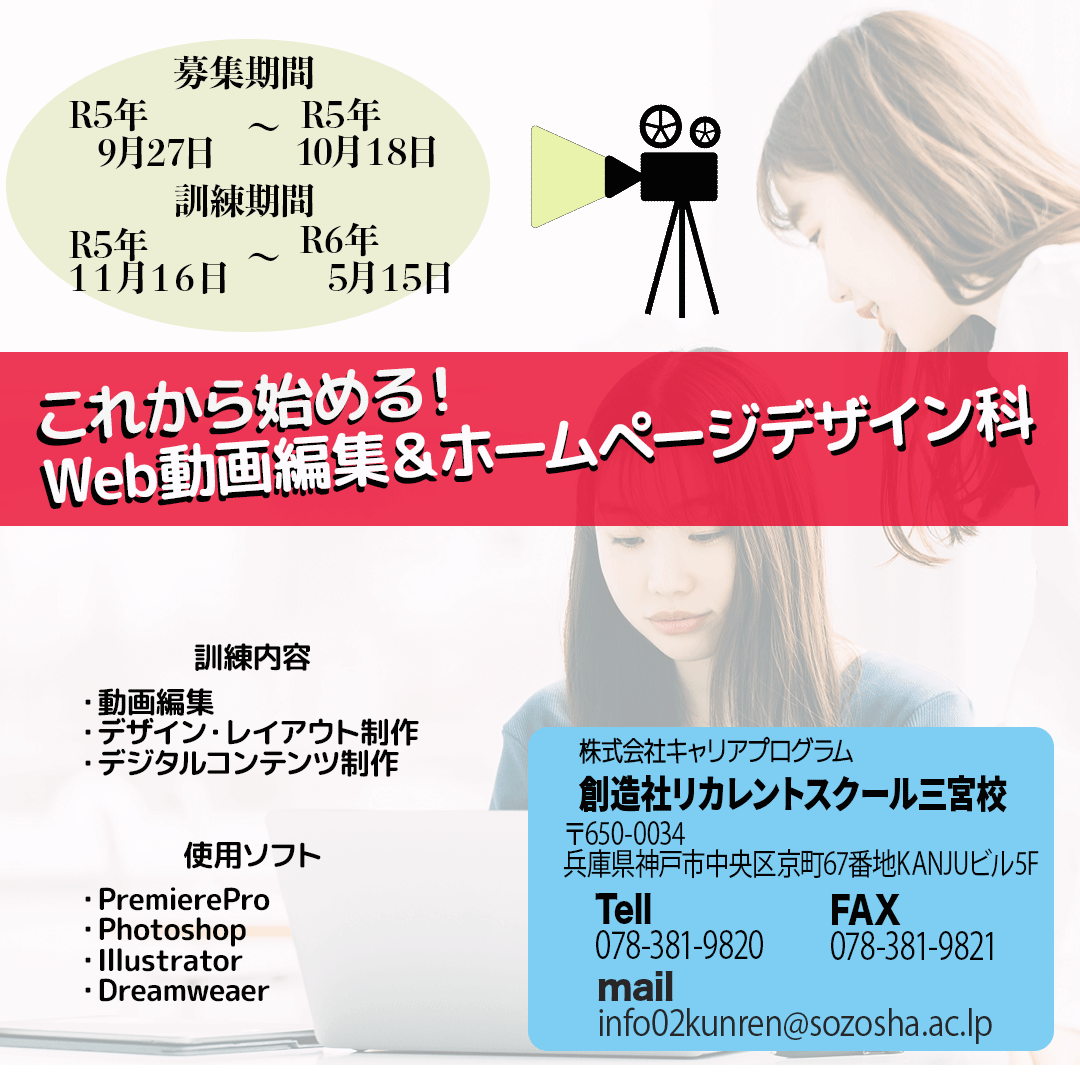 募集期間
R5年 ～ R5年
9月27日 10月18日
訓練期間
R5年 ～ R6年
11月16日 5月15日
これから始める!
Web動画編集&ホームページデザイン科
訓練内容
・動画編集
・デザイン・レイアウト制作
・デジタルコンテンツ制作
使用ソフト
・PremierePro
・Photoshop
・Illustrator
・Dreamweaer
株式会社キャリアプログラム
創造社リカレントスクール三宮校
〒650-0034
兵庫県神戸市中央区京町67番地KANJUビル5F
Tell FAX
078-381-9820 078-381-9821
mail
info02kunren@sozosha.ac.lp